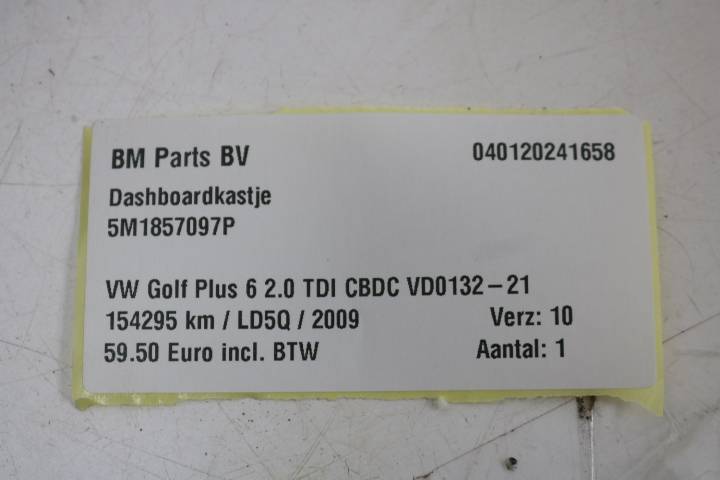 BM Parts BV 040120241658
Dashboardkastje
5M1857097P
VW Golf Plus 6 2.0 TDI CBDC VD0132-21
154295 km / LD5Q / 2009 Verz: 10
59.50 Euro incl. BTW Aantal: 1